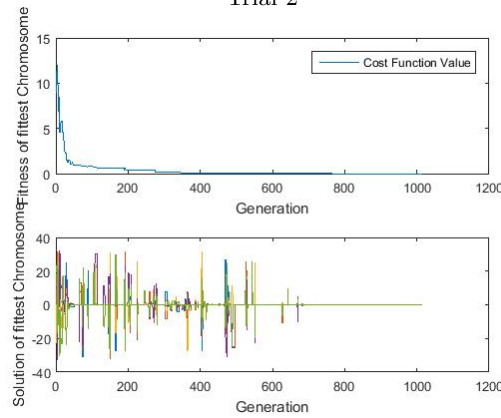 Trial 2
Fitness of fittest Chromosome
15
10
5
0
Cost Function Value
0 200 400 600 800 1000 1200
Generation
Solution of fittest Chromosome
40
20
0
-20
-40
0 200 400 600 800 1000 1200
Generation